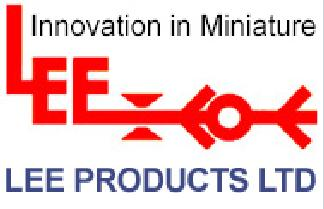 Innovation in Miniature
LEE
LEE PRODUCTS LTD